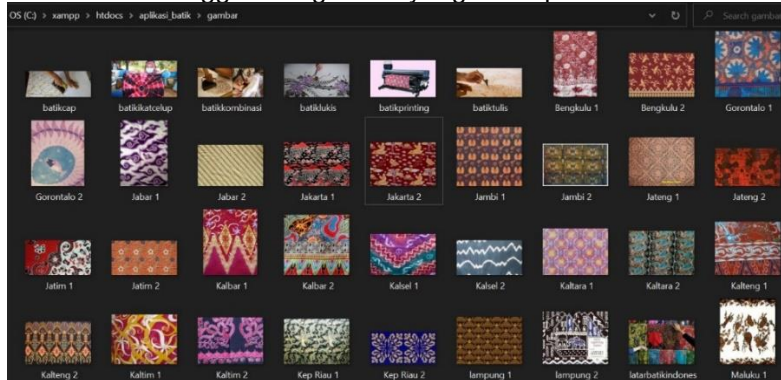 OS (C:) > xampp > htdocs > aplikasi_batik > gambar
Search gambar
batikcap batikikatcelup batikkombinasi batiklukis batikprinting batiktulis Bengkulu 1 Bengkulu 2 Gorontalo 1
Gorontalo 2 Jabar 1 Jabar 2 Jakarta 1 Jakarta 2 Jambi 1 Jambi 2 Jateng 1 Jateng 2
Jatim 1 Jatim 2 Kalbar 1 Kalbar 2 Kalsel 1 Kalsel 2 Kaltara 1 Kaltara 2 Kalteng 1
Kalteng 2 Kaltim 1 Kaltim 2 Kep Riau 1 Kep Riau 2 lampung 1 lampung 2 latarbatikindones Maluku 1